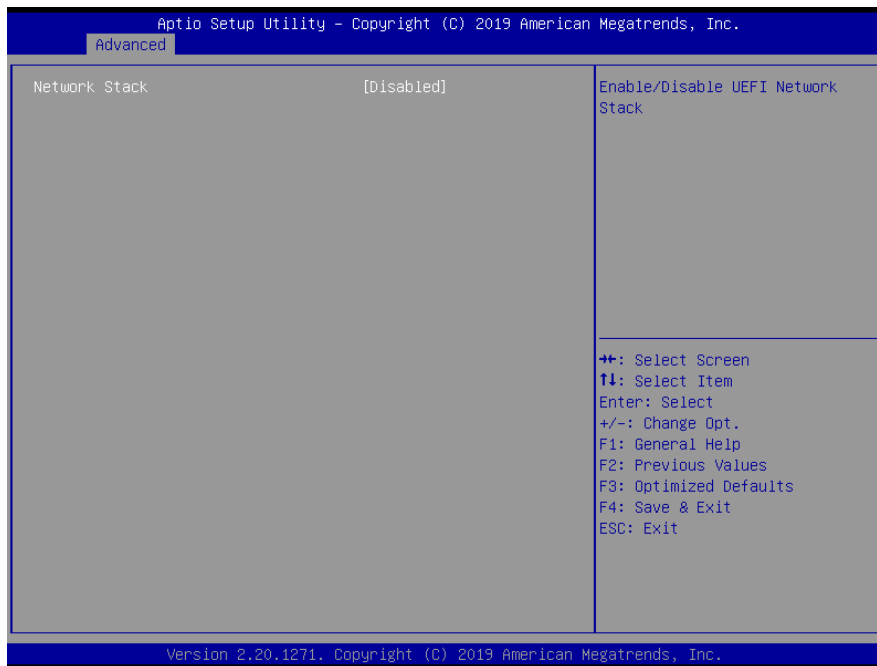 Aptio Setup Utility – Copyright (C) 2019 American Megatrends, Inc.
Advanced
Network Stack [Disabled]
Enable/Disable UEFI Network
Stack
→←: Select Screen
↑↓: Select Item
Enter: Select
+/-: Change Opt.
F1: General Help
F2: Previous Values
F3: Optimized Defaults
F4: Save & Exit
ESC: Exit
Version 2.20.1271. Copyright (C) 2019 American Megatrends, Inc.